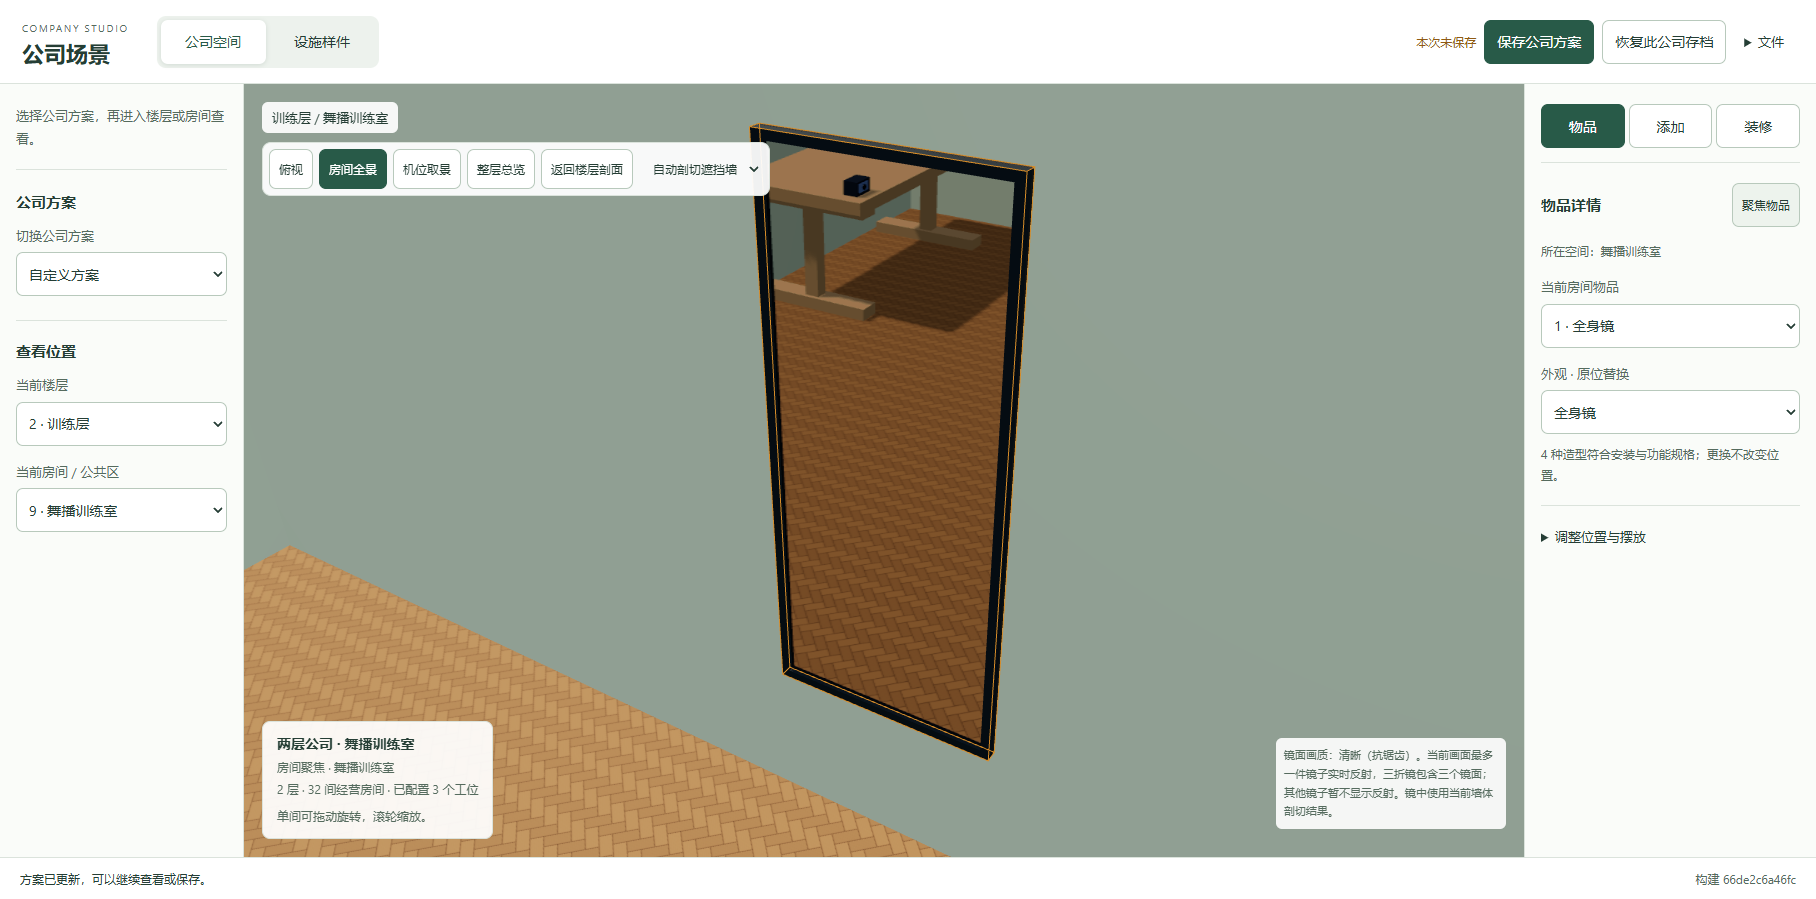 COMPANY STUDIO
公司场景
公司空间
设施样件
本次未保存
保存公司方案
恢复此公司存档
▶ 文件
选择公司方案，再进入楼层或房间查
看。
公司方案
切换公司方案
自定义方案
查看位置
当前楼层
2 · 训练层
当前房间 / 公共区
9 · 舞播训练室
训练层 / 舞播训练室
俯视
房间全景
机位取景
整层总览
返回楼层剖面
自动剖切遮挡墙
两层公司 · 舞播训练室
房间聚焦 · 舞播训练室
2 层 · 32 间经营房间 · 已配置 3 个工位
单间可拖动旋转，滚轮缩放。
镜面画质：清晰（抗锯齿）。当前画面最多
一件镜子实时反射，三折镜包含三个镜面；
其他镜子暂不显示反射。镜中使用当前墙体
剖切结果。
物品
添加
装修
物品详情
聚焦物品
所在空间：舞播训练室
当前房间物品
1 · 全身镜
外观 · 原位替换
全身镜
4 种造型符合安装与功能规格；更换不改变位
置。
▶ 调整位置与摆放
方案已更新，可以继续查看或保存。
构建 66de2c6a46fc